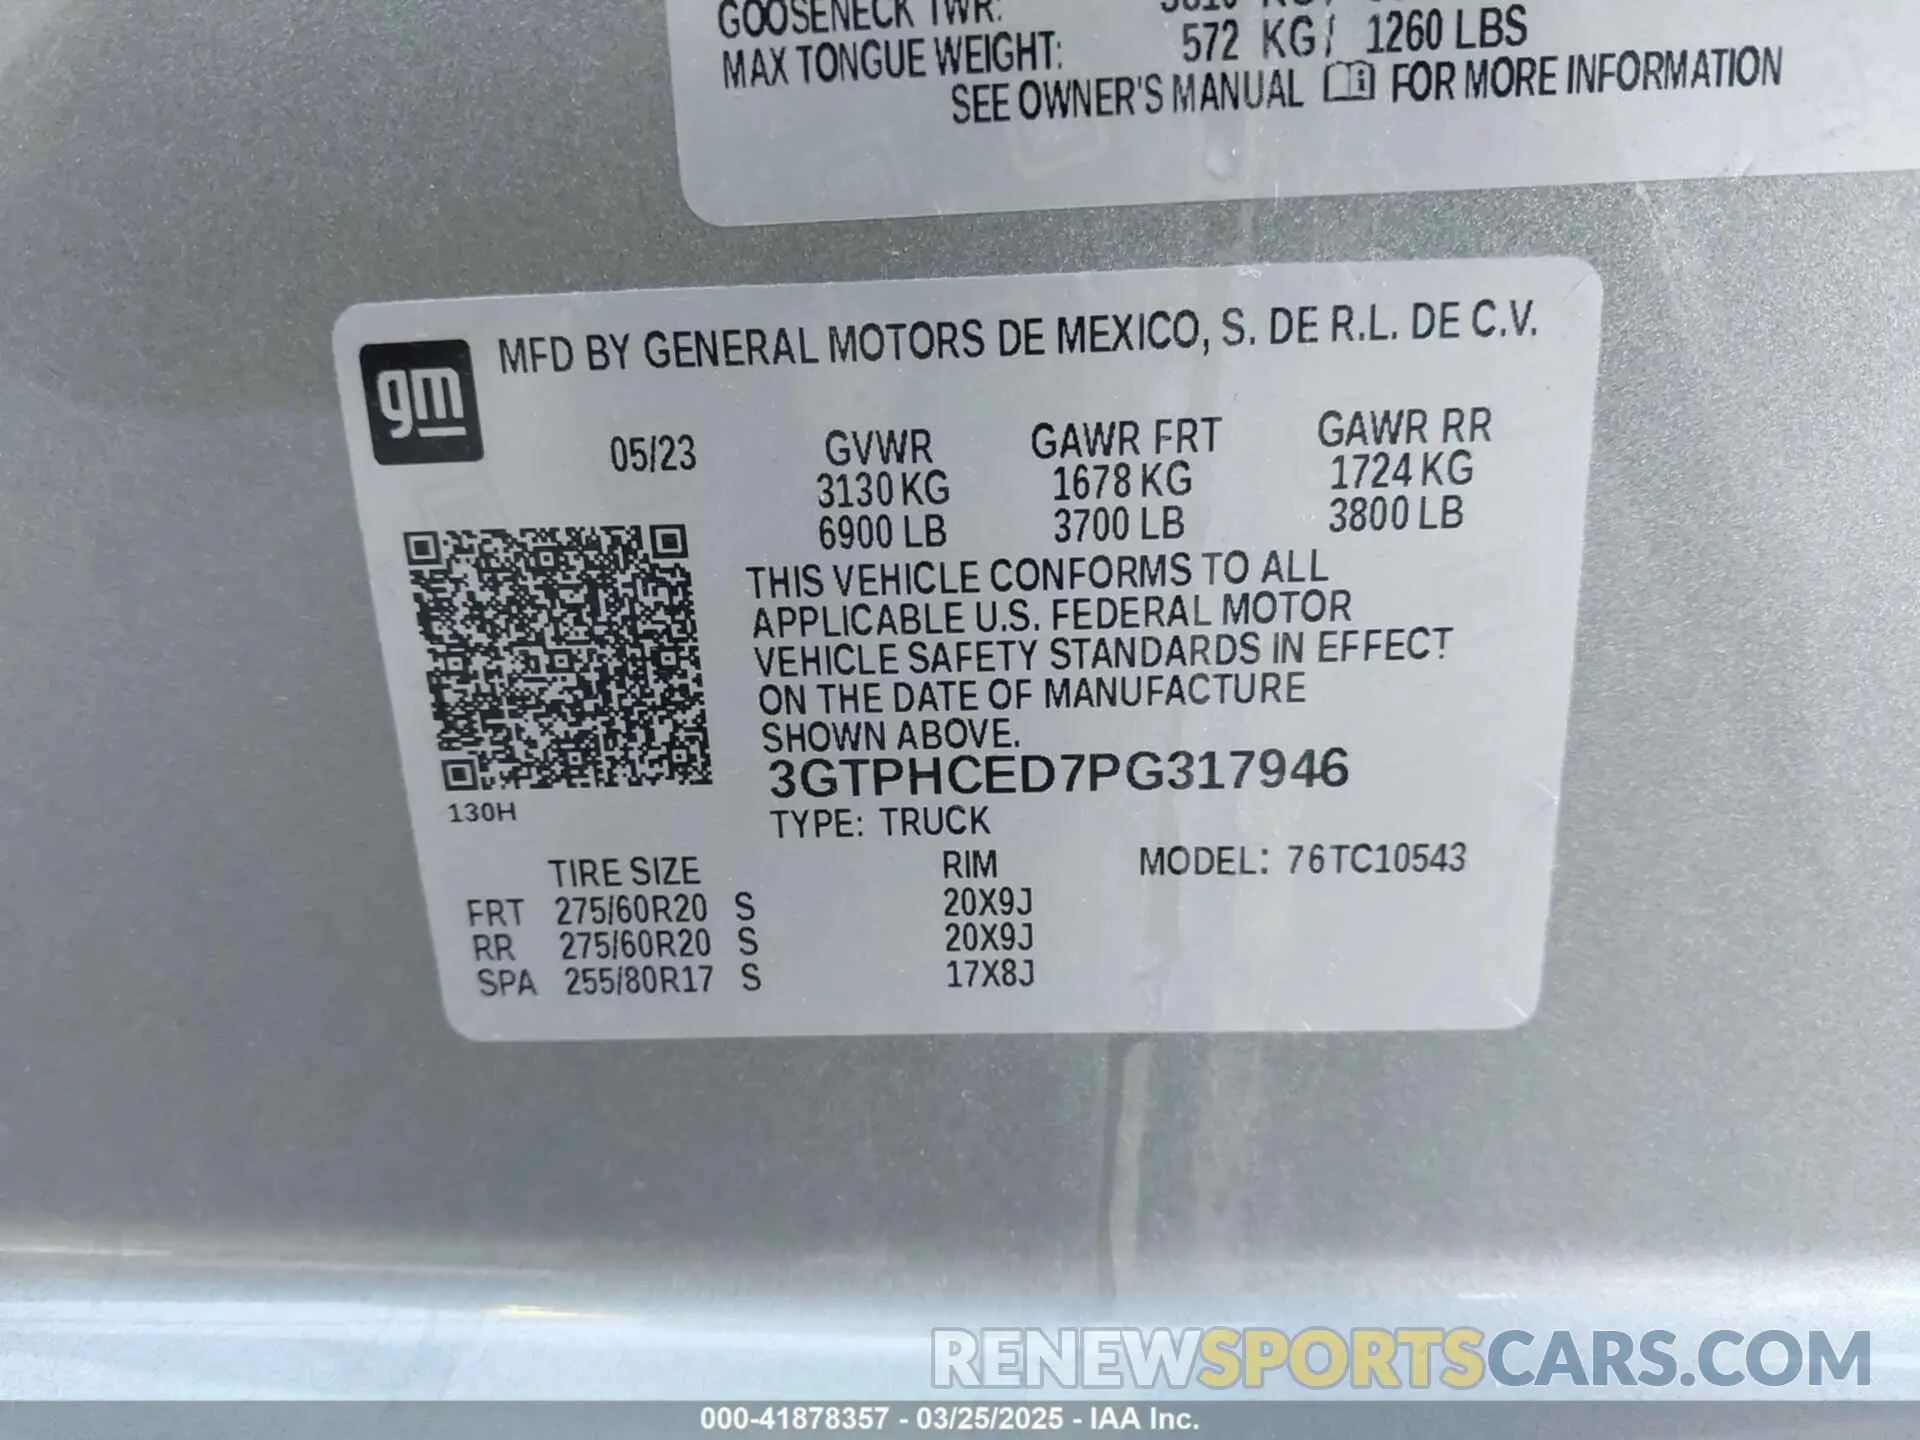 GOOSENECK TWR:
MAX TONGUE WEIGHT: 572 KG/ 1260 LBS
SEE OWNER'S MANUAL FOR MORE INFORMATION
gm
MFD BY GENERAL MOTORS DE MEXICO, S. DE R.L. DE C.V.
05/23 GVWR GAWR FRT GAWR RR
3130 KG 1678 KG 1724 KG
6900 LB 3700 LB 3800 LB
THIS VEHICLE CONFORMS TO ALL
APPLICABLE U.S. FEDERAL MOTOR
VEHICLE SAFETY STANDARDS IN EFFECT
ON THE DATE OF MANUFACTURE
SHOWN ABOVE.
3GTPHCED7PG317946
130H
TYPE: TRUCK
TIRE SIZE RIM MODEL: 76TC10543
FRT 275/60R20 S 20X9J
RR 275/60R20 S 20X9J
SPA 255/80R17 S 17X8J
RENEWSPORTSCARS.COM
000-41878357 - 03/25/2025 - IAA Inc.